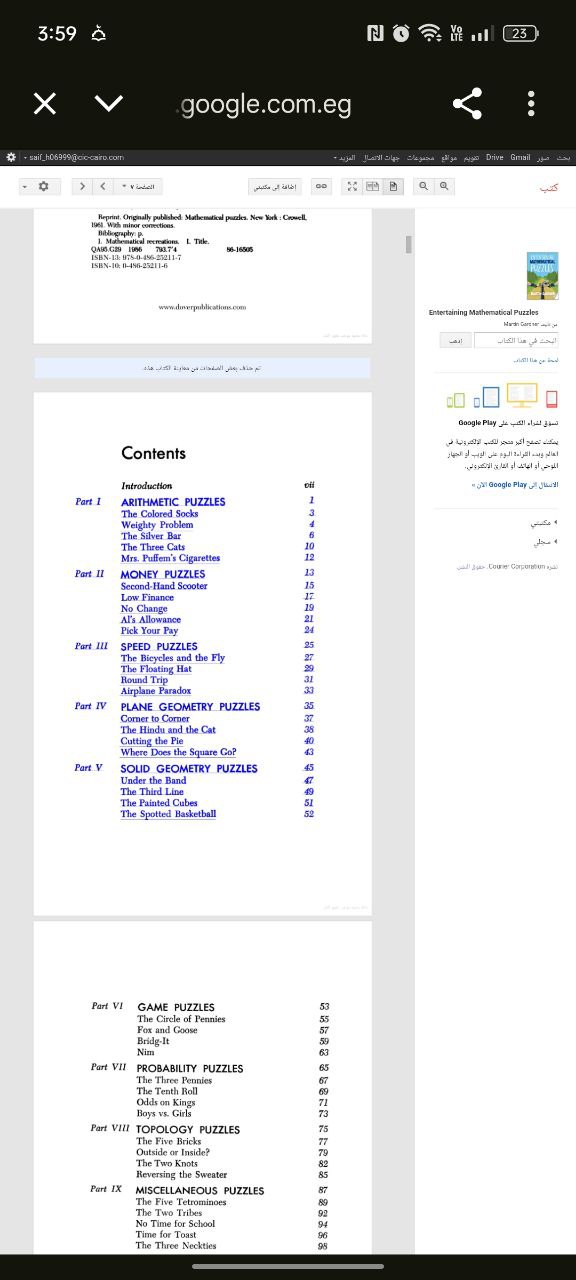 3:59
Vo
LTE
23
.google.com.eg
saif_h06999@cic-cairo.com
بحث صور Gmail Drive مواقع تقويم مجموعات جهات الاتصال المزيد
الصفحة ٧
إضافة إلى مكتبتي
كتب
Reprint. Originally published: Mathematical puzzles. New York : Crowell,
1961. With minor corrections.
Bibliography: p.
1. Mathematical recreations. I. Title.
QA95.G29 1986 793.7'4 86-16505
ISBN-13: 978-0-486-25211-7
ISBN-10: 0-486-25211-6
www.doverpublications.com
تم حذف بعض الصفحات من معاينة الكتاب هذه.
Contents
Introduction vii
Part I ARITHMETIC PUZZLES 1
The Colored Socks 3
Weighty Problem 4
The Silver Bar 6
The Three Cats 10
Mrs. Puffem's Cigarettes 12
Part II MONEY PUZZLES 13
Second-Hand Scooter 15
Low Finance 17
No Change 19
Al's Allowance 21
Pick Your Pay 24
Part III SPEED PUZZLES 25
The Bicycles and the Fly 27
The Floating Hat 29
Round Trip 31
Airplane Paradox 33
Part IV PLANE GEOMETRY PUZZLES 35
Corner to Corner 37
The Hindu and the Cat 38
Cutting the Pie 40
Where Does the Square Go? 43
Part V SOLID GEOMETRY PUZZLES 45
Under the Band 47
The Third Line 49
The Painted Cubes 51
The Spotted Basketball 52
Part VI GAME PUZZLES 53
The Circle of Pennies 55
Fox and Goose 57
Bridg-It 59
Nim 63
Part VII PROBABILITY PUZZLES 65
The Three Pennies 67
The Tenth Roll 69
Odds on Kings 71
Boys vs. Girls 73
Part VIII TOPOLOGY PUZZLES 75
The Five Bricks 77
Outside or Inside? 79
The Two Knots 82
Reversing the Sweater 85
Part IX MISCELLANEOUS PUZZLES 87
The Five Tetrominoes 89
The Two Tribes 92
No Time for School 94
Time for Toast 96
The Three Neckties 98
PUZZLES
Entertaining Mathematical Puzzles
من تأليف Martin Gardner
البحث في هذا الكتاب
إذهب
لمحة عن هذا الكتاب
تسوّق لشراء الكتب على Google Play
يمكنك تصفح أكبر متجر للكتب الإلكترونية في
العالم وبدء القراءة اليوم على الويب أو الجهاز
اللوحي أو الهاتف أو القارئ الإلكتروني.
الانتقال إلى Google Play الآن »
مكتبتي
سجلّي
نشره Courier Corporation. حقوق النشر.